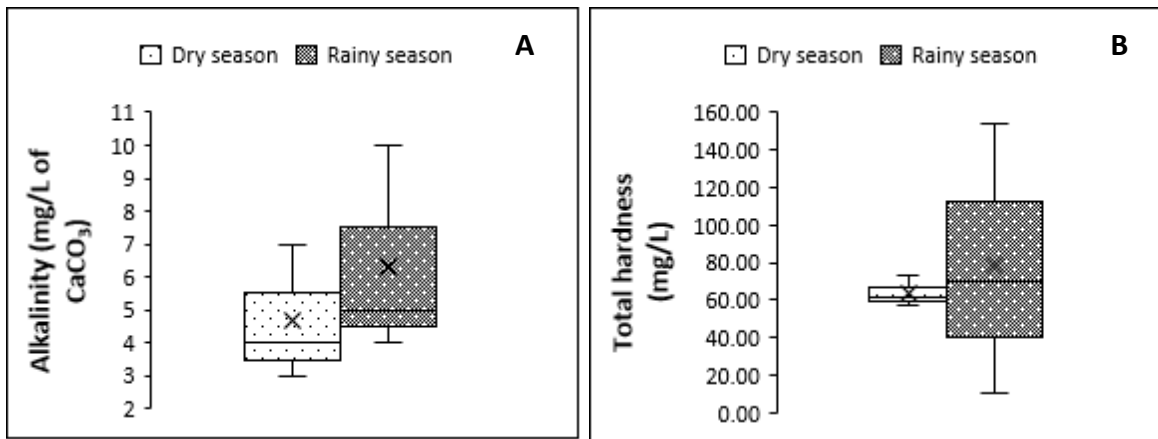 A
Dry season Rainy season
Alkalinity (mg/L of
CaCO₃)
11
10
9
8
7
6
5
4
3
2
B
Dry season Rainy season
Total hardness
(mg/L)
160.00
140.00
120.00
100.00
80.00
60.00
40.00
20.00
0.00